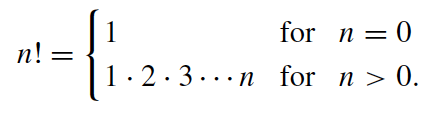 n! = { 1 for n = 0
1 · 2 · 3 ··· n for n > 0.